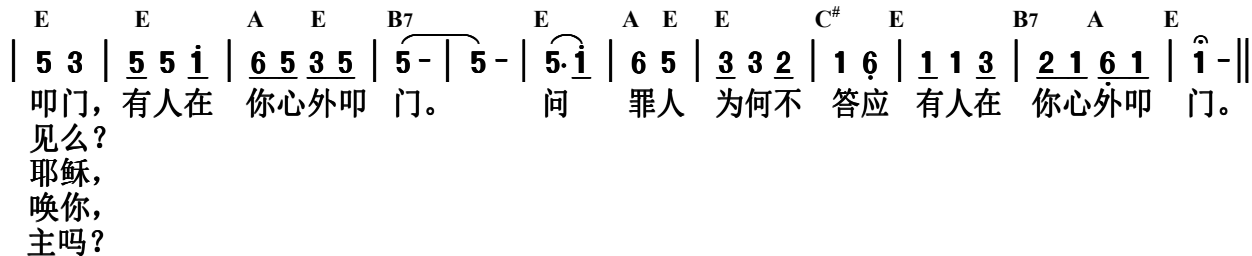 E E A E B7 E A E E C# E B7 A E
| 5 3 | 5 5 i | 6 5 3 5 | 5 - | 5 - | 5. i | 6 5 | 3 3 2 | 1 6 | 1 1 3 | 2 1 6 1 | 1 - ||
叩门，有人在 你心外叩 门。 问 罪人 为何不 答应 有人在 你心外叩 门。
见么？
耶稣，
唤你，
主吗？